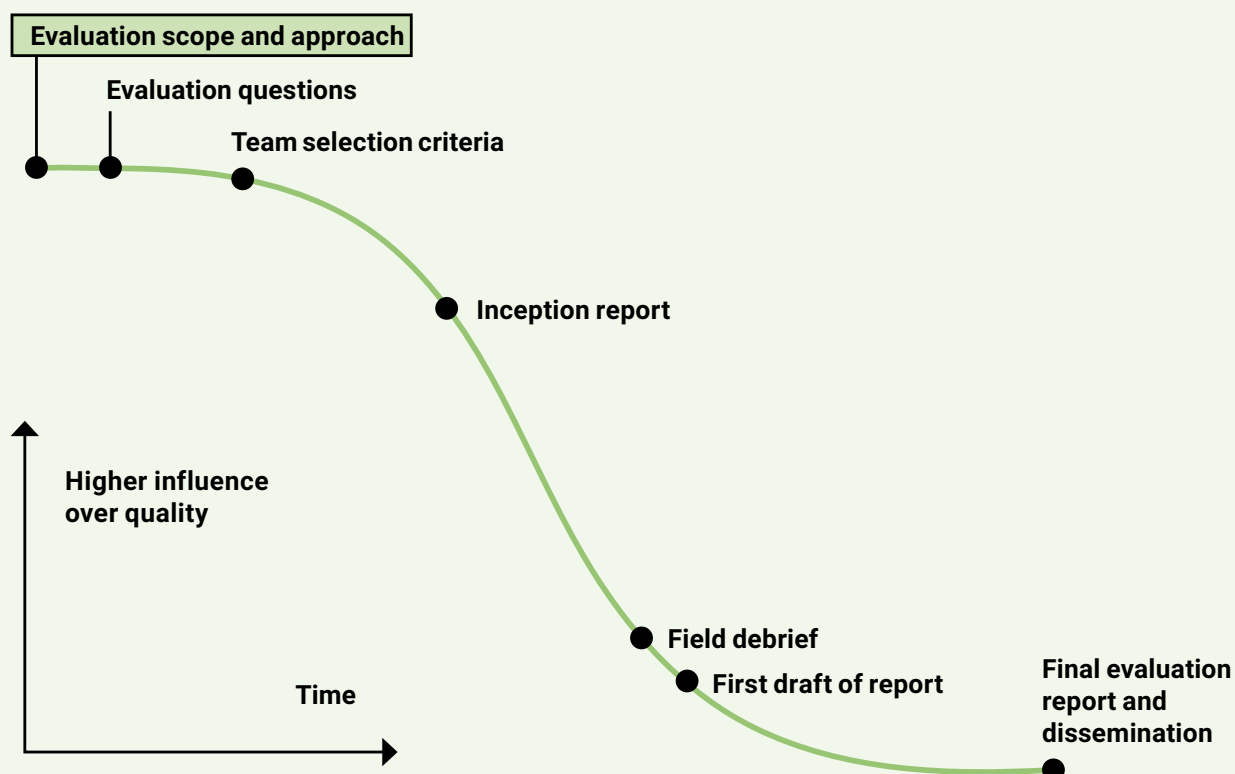 Evaluation scope and approach
Evaluation questions
Team selection criteria
Inception report
Higher influence
over quality
Field debrief
First draft of report
Time
Final evaluation
report and
dissemination